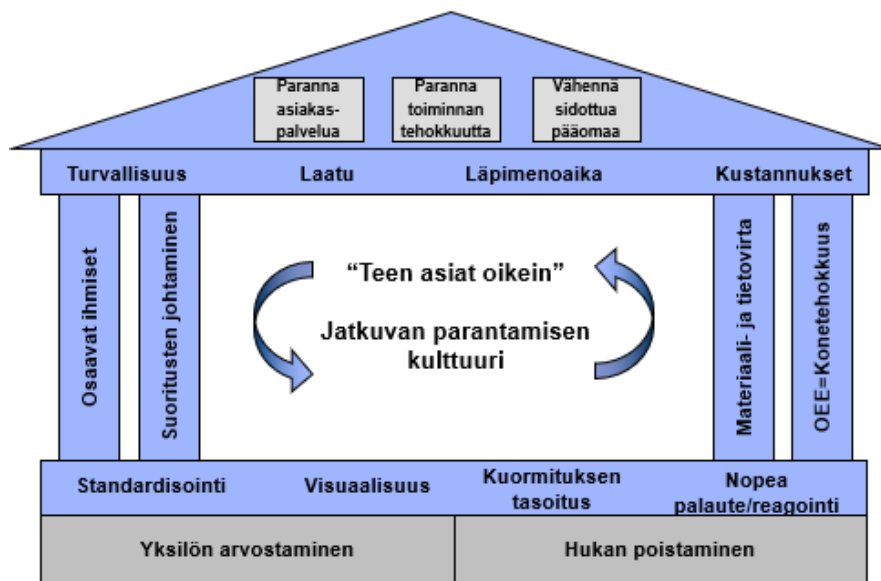 Paranna
asiakas-
palvelua
Paranna
toiminnan
tehokkuutta
Vähennä
sidottua
pääomaa
Turvallisuus
Laatu
Läpimenoaika
Kustannukset
Osaavat ihmiset
Suoritusten johtaminen
“Teen asiat oikein”
Jatkuvan parantamisen
kulttuuri
Materiaali- ja tietovirta
OEE=Konetehokkuus
Standardisointi
Visuaalisuus
Kuormituksen
tasoitus
Nopea
palaute/reagointi
Yksilön arvostaminen
Hukan poistaminen